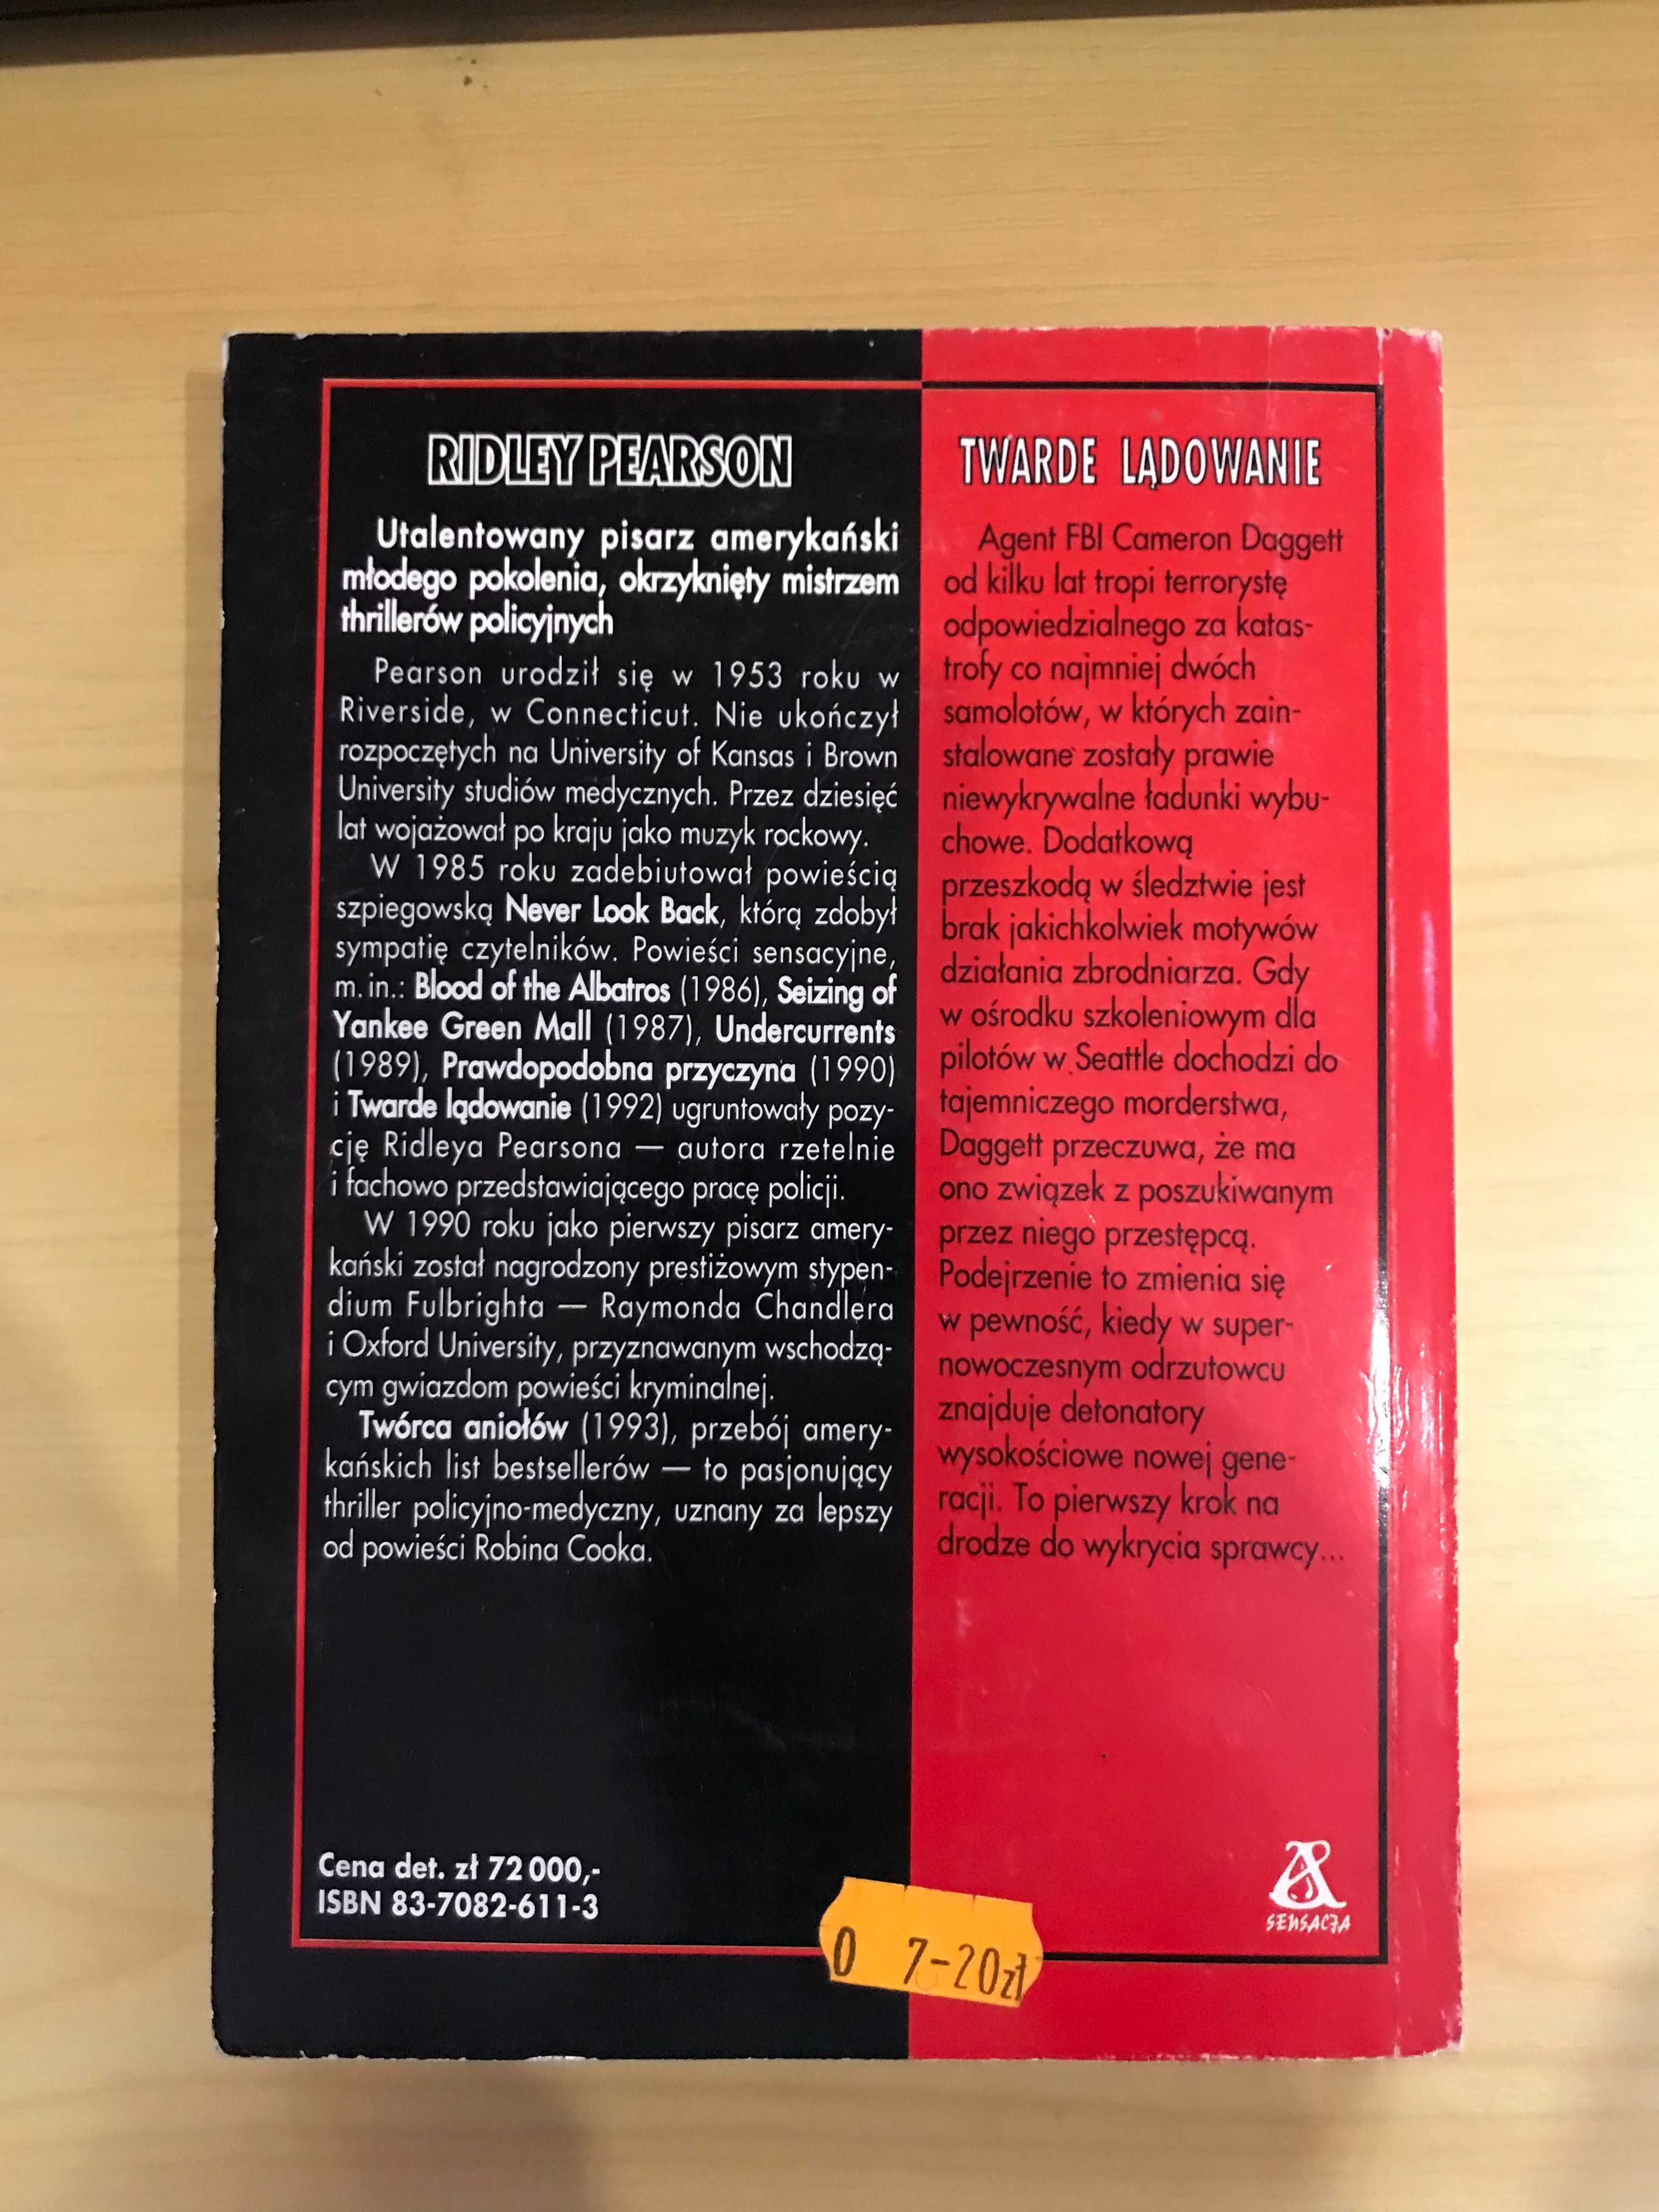 RIDLEY PEARSON
Utalentowany pisarz amerykański
młodego pokolenia, okrzyknięty mistrzem
thrillerów policyjnych
Pearson urodził się w 1953 roku w
Riverside, w Connecticut. Nie ukończył
rozpoczętych na University of Kansas i Brown
University studiów medycznych. Przez dziesięć
lat wojażował po kraju jako muzyk rockowy.
W 1985 roku zadebiutował powieścią
szpiegowską Never Look Back, którą zdobył
sympatię czytelników. Powieści sensacyjne,
m.in.: Blood of the Albatros (1986), Seizing of
Yankee Green Mall (1987), Undercurrents
(1989), Prawdopodobna przyczyna (1990)
i Twarde lądowanie (1992) ugruntowały pozy-
cję Ridleya Pearsona — autora rzetelnie
i fachowo przedstawiającego pracę policji.
W 1990 roku jako pierwszy pisarz amery-
kański został nagrodzony prestiżowym stypen-
dium Fulbrighta — Raymonda Chandlera
i Oxford University, przyznawanym wschodzą-
cym gwiazdom powieści kryminalnej.
Twórca aniołów (1993), przebój amery-
kańskich list bestsellerów — to pasjonujący
thriller policyjno-medyczny, uznany za lepszy
od powieści Robina Cooka.
Cena det. zł 72 000,-
ISBN 83-7082-611-3
TWARDE LĄDOWANIE
Agent FBI Cameron Daggett
od kilku lat tropi terrorystę
odpowiedzialnego za katas-
trofy co najmniej dwóch
samolotów, w których zain-
stalowane zostały prawie
niewykrywalne ładunki wybu-
chowe. Dodatkową
przeszkodą w śledztwie jest
brak jakichkolwiek motywów
działania zbrodniarza. Gdy
w ośrodku szkoleniowym dla
pilotów w Seattle dochodzi do
tajemniczego morderstwa,
Daggett przeczuwa, że ma
ono związek z poszukiwanym
przez niego przestępcą.
Podejrzenie to zmienia się
w pewność, kiedy w super-
nowoczesnym odrzutowcu
znajduje detonatory
wysokościowe nowej gene-
racji. To pierwszy krok na
drodze do wykrycia sprawcy...
A
SENSACJA
0 7-20zł